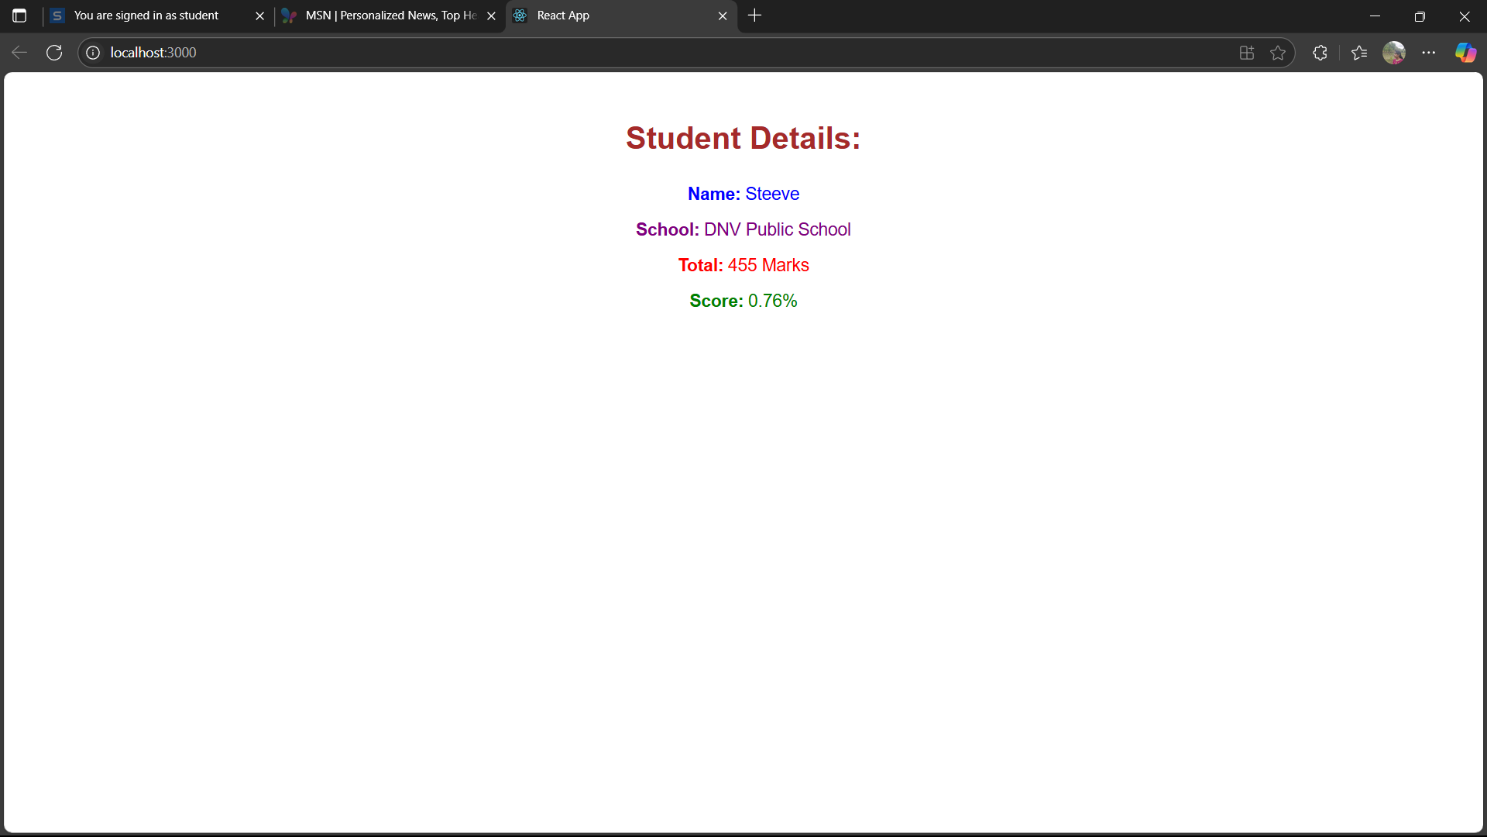 You are signed in as student
MSN | Personalized News, Top He
React App
localhost:3000
Student Details:
Name: Steeve
School: DNV Public School
Total: 455 Marks
Score: 0.76%